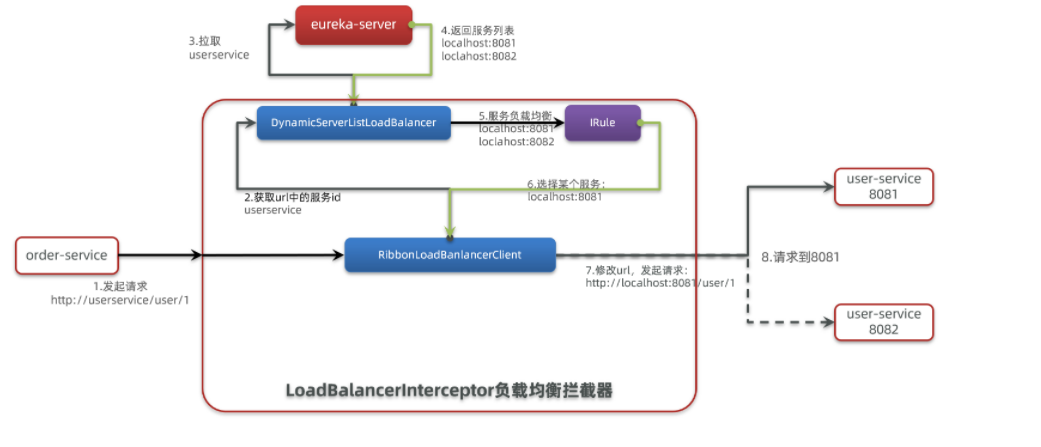 eureka-server
3.拉取
userservice
4.返回服务列表
localhost:8081
loclahost:8082
DynamicServerListLoadBalancer
5.服务负载均衡
localhost:8081
loclahost:8082
IRule
2.获取url中的服务id
userservice
6.选择某个服务；
localhost:8081
user-service
8081
order-service
RibbonLoadBanlancerClient
1.发起请求
http://userservice/user/1
7.修改url，发起请求：
http://localhost:8081/user/1
8.请求到8081
user-service
8082
LoadBalancerInterceptor负载均衡拦截器